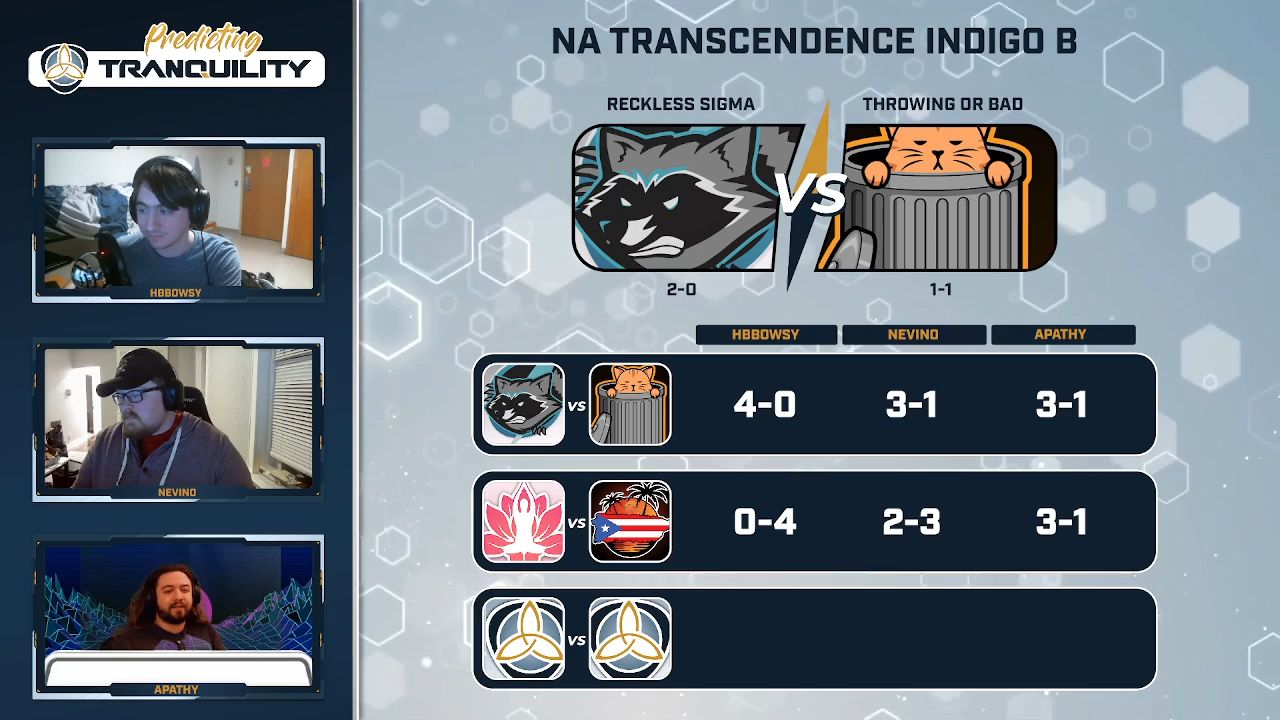 Predicting
TRANQUILITY
HBBOWSY
NEVINO
APATHY
NA TRANSCENDENCE INDIGO B
RECKLESS SIGMA
THROWING OR BAD
VS
2-0
1-1
HBBOWSY NEVINO APATHY
VS 4-0 3-1 3-1
VS 0-4 2-3 3-1
VS